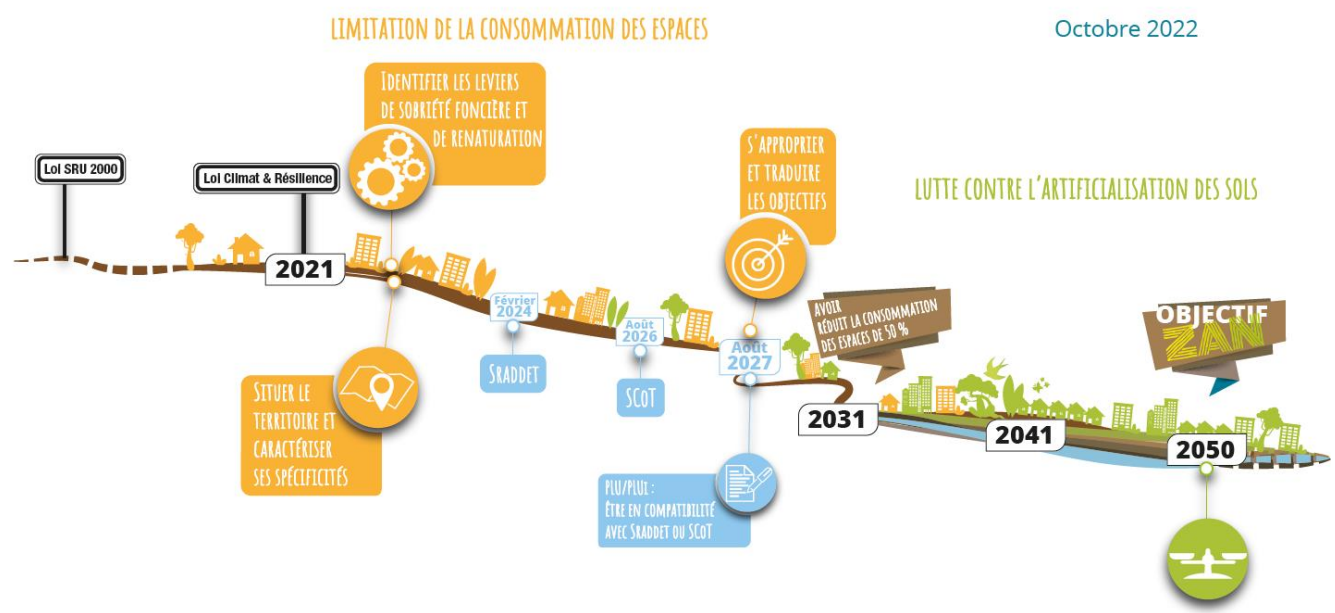 LIMITATION DE LA CONSOMMATION DES ESPACES
Octobre 2022
IDENTIFIER LES LEVIERS
DE SOBRIÉTÉ FONCIÈRE ET
DE RENATURATION
Loi SRU 2000
Loi Climat & Résilience
S'APPROPRIER
ET TRADUIRE
LES OBJECTIFS
LUTTE CONTRE L'ARTIFICIALISATION DES SOLS
2021
Février
2024
SRADDET
Août
2026
SCOT
Août
2027
AVOIR
RÉDUIT LA CONSOMMATION
DES ESPACES DE 50 %
OBJECTIF
ZAN
SITUER LE
TERRITOIRE ET
CARACTÉRISER
SES SPÉCIFICITÉS
2031
2041
2050
PLU/PLUI :
ÊTRE EN COMPATIBILITÉ
AVEC SRADDET OU SCOT